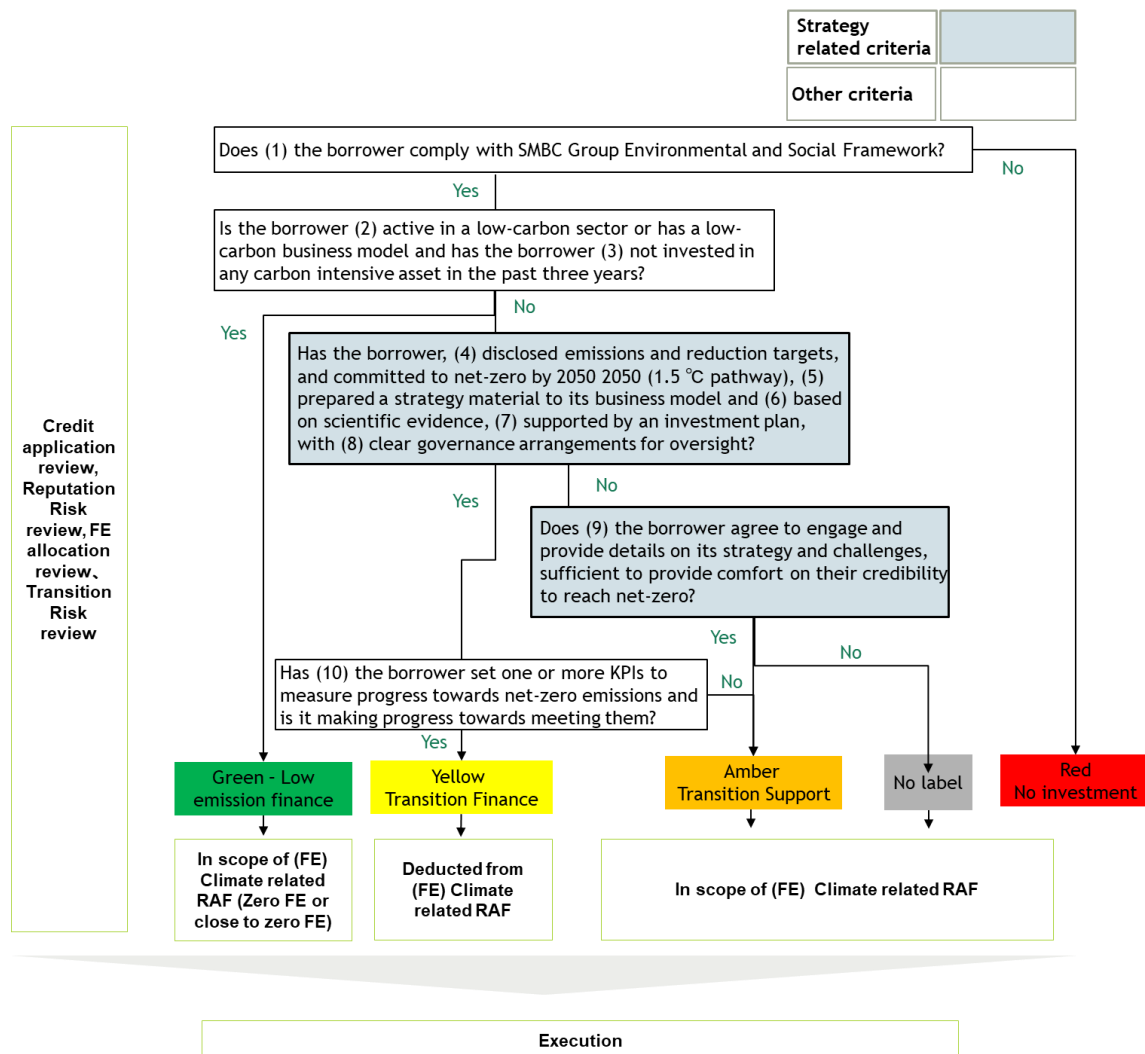 Strategy
related criteria
Other criteria
Does (1) the borrower comply with SMBC Group Environmental and Social Framework?
No
Yes
Is the borrower (2) active in a low-carbon sector or has a low-
carbon business model and has the borrower (3) not invested in
any carbon intensive asset in the past three years?
No
Yes
Has the borrower, (4) disclosed emissions and reduction targets,
and committed to net-zero by 2050 2050 (1.5 ℃ pathway), (5)
prepared a strategy material to its business model and (6) based
on scientific evidence, (7) supported by an investment plan,
with (8) clear governance arrangements for oversight?
Credit
application
review,
Reputation
Risk
review, FE
allocation
review、
Transition
Risk
review
No
Yes
Does (9) the borrower agree to engage and
provide details on its strategy and challenges,
sufficient to provide comfort on their credibility
to reach net-zero?
Yes
No
Has (10) the borrower set one or more KPIs to
measure progress towards net-zero emissions and
is it making progress towards meeting them?
No
Yes
Green - Low
emission finance
Yellow
Transition Finance
Amber
Transition Support
No label
Red
No investment
In scope of (FE)
Climate related
RAF (Zero FE or
close to zero FE)
Deducted from
(FE) Climate
related RAF
In scope of (FE) Climate related RAF
Execution